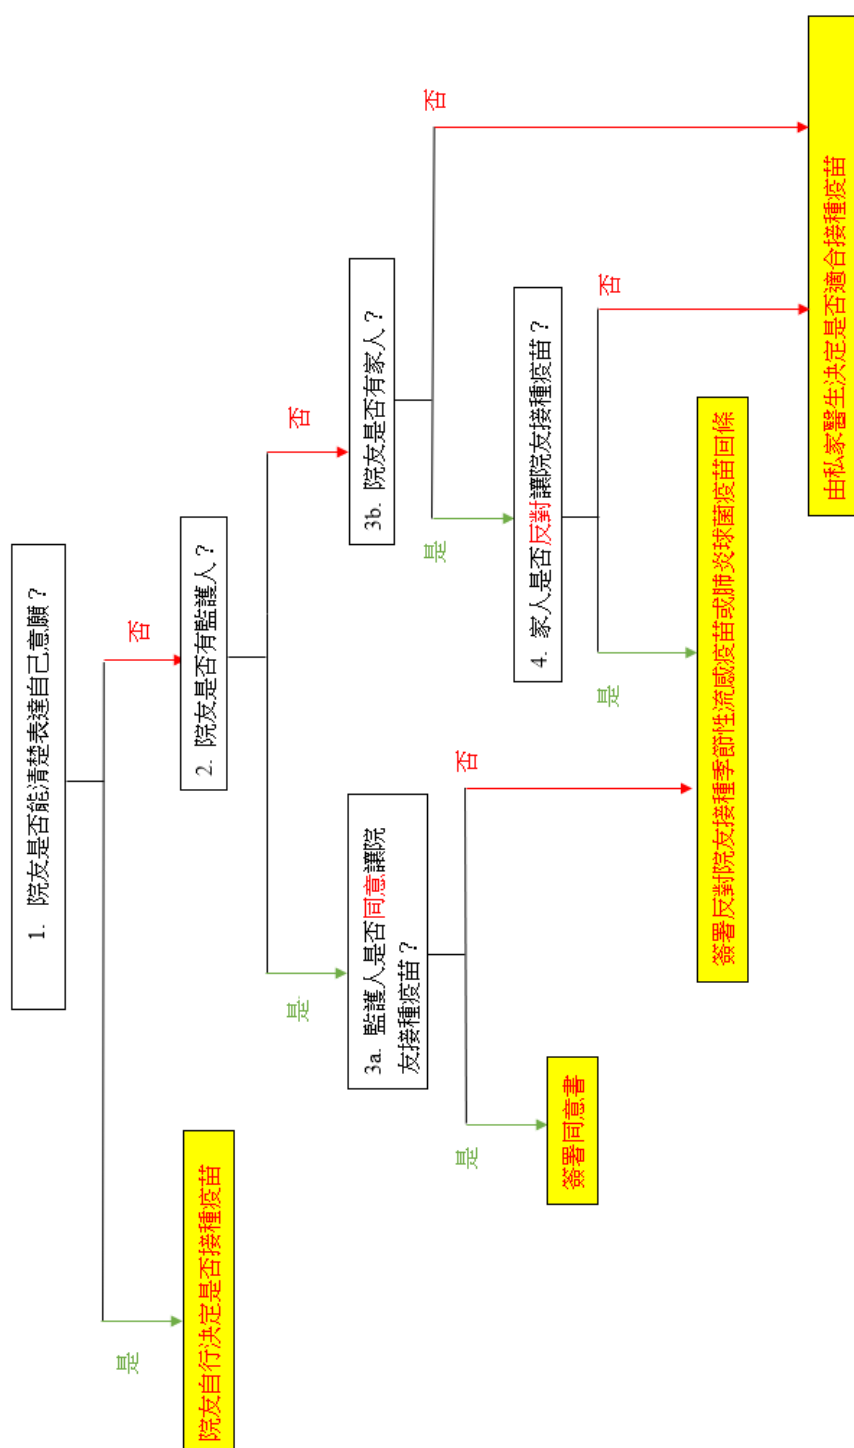 1. 院友是否能清楚表達自己意願？
是
否
院友自行決定是否接種疫苗
2. 院友是否有監護人？
是
否
3a. 監護人是否同意讓院
友接種疫苗？
3b. 院友是否有家人？
是
否
是
否
簽署同意書
4. 家人是否反對讓院友接種疫苗？
是
否
簽署反對院友接種季節性流感疫苗或肺炎球菌疫苗回條
由私家醫生決定是否適合接種疫苗